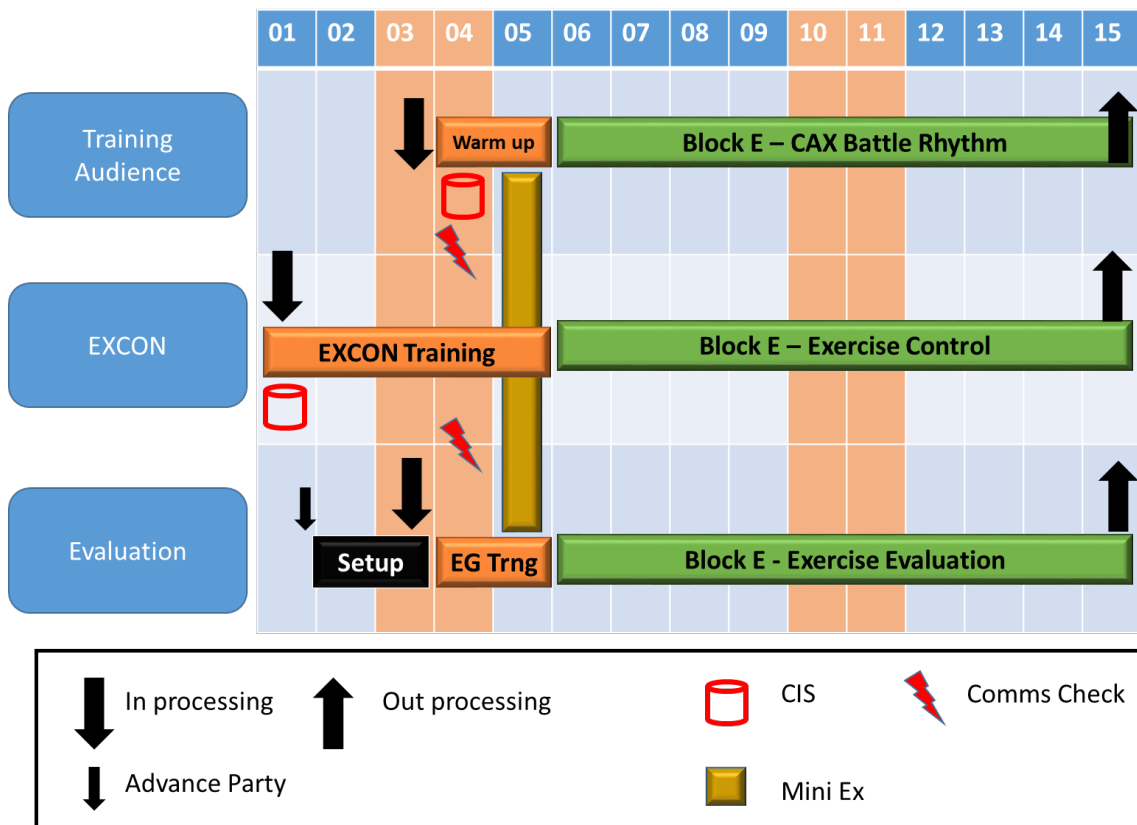 01 02 03 04 05 06 07 08 09 10 11 12 13 14 15
Training
Audience
Warm up
Block E – CAX Battle Rhythm
EXCON
EXCON Training
Block E – Exercise Control
Evaluation
Setup
EG Trng
Block E - Exercise Evaluation
In processing
Out processing
CIS
Comms Check
Advance Party
Mini Ex